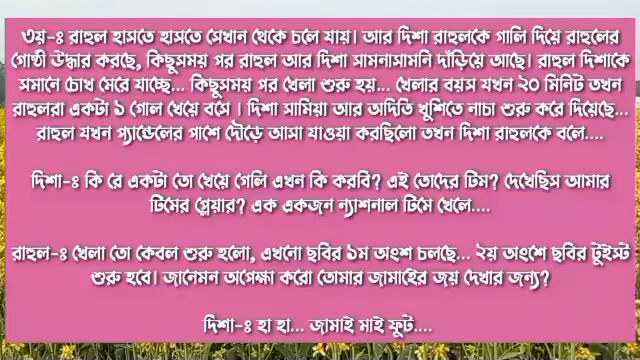 ৩য়-ঃ রাহুল হাসতে হাসতে সেখান থেকে চলে যায়। আর দিশা রাহুলকে গালি দিয়ে রাহুলের
গোষ্ঠী উদ্ধার করছে, কিছুসময় পর রাহুল আর দিশা সামনাসামনি দাঁড়িয়ে আছে। রাহুল দিশাকে
সমানে চোখ মেরে যাচ্ছে... কিছুসময় পর খেলা শুরু হয়... খেলার বয়স যখন ২০ মিনিট তখন
রাহুলরা একটা ১ গোল খেয়ে বসে । দিশা সামিয়া আর অদিতি খুশিতে নাচা শুরু করে দিয়েছে...
রাহুল যখন প্যান্ডেলের পাশে দৌড়ে আসা যাওয়া করছিলো তখন দিশা রাহুলকে বলে....
দিশা-ঃ কি রে একটা তো খেয়ে গেলি এখন কি করবি? এই তোদের টিম? দেখেছিস আমার
টিমের প্লেয়ার? এক একজন ন্যাশনাল টিমে খেলে....
রাহুল-ঃ খেলা তো কেবল শুরু হলো, এখনো ছবির ১ম অংশ চলছে... ২য় অংশে ছবির টুইস্ট
শুরু হবে। জানেমন অপেক্ষা করো তোমার জামাইের জয় দেখার জন্য?
দিশা-ঃ হা হা... জামাই মাই ফুট....